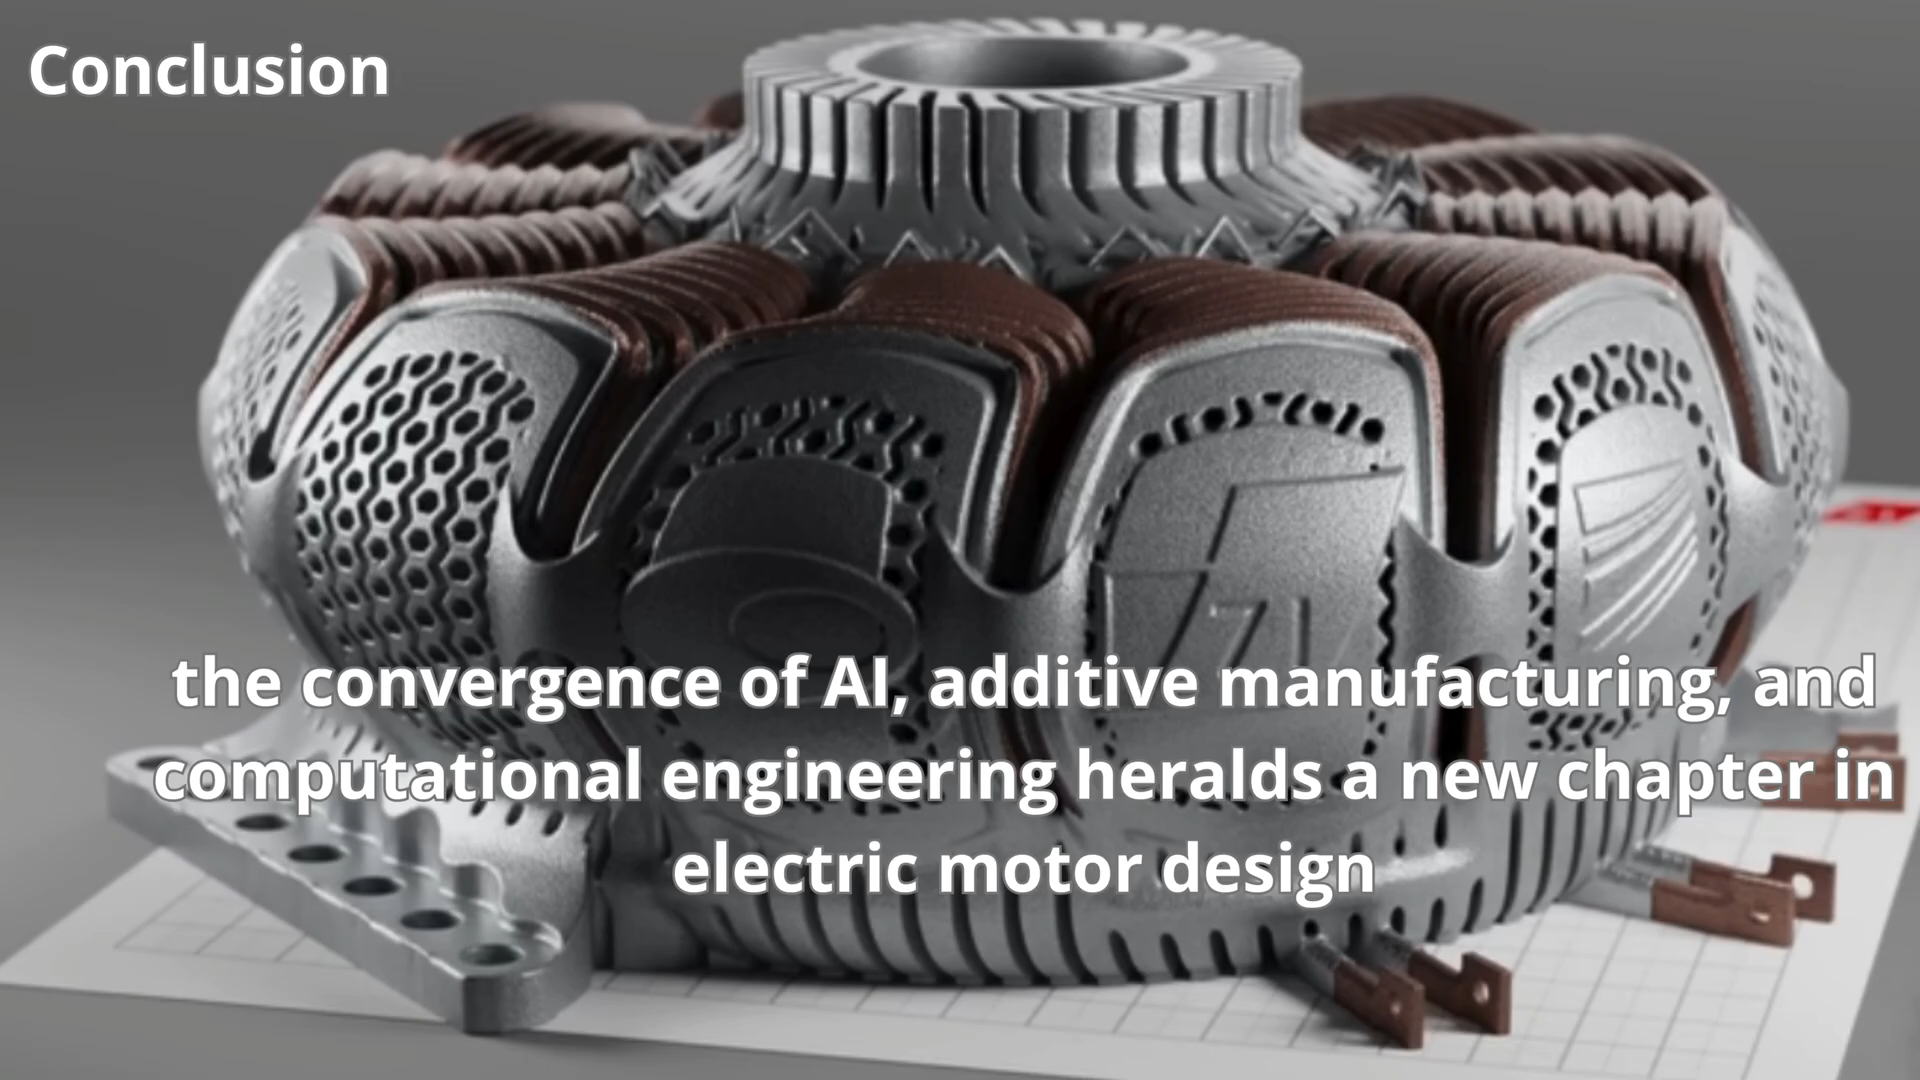 Conclusion
the convergence of AI, additive manufacturing, and
computational engineering heralds a new chapter in
electric motor design